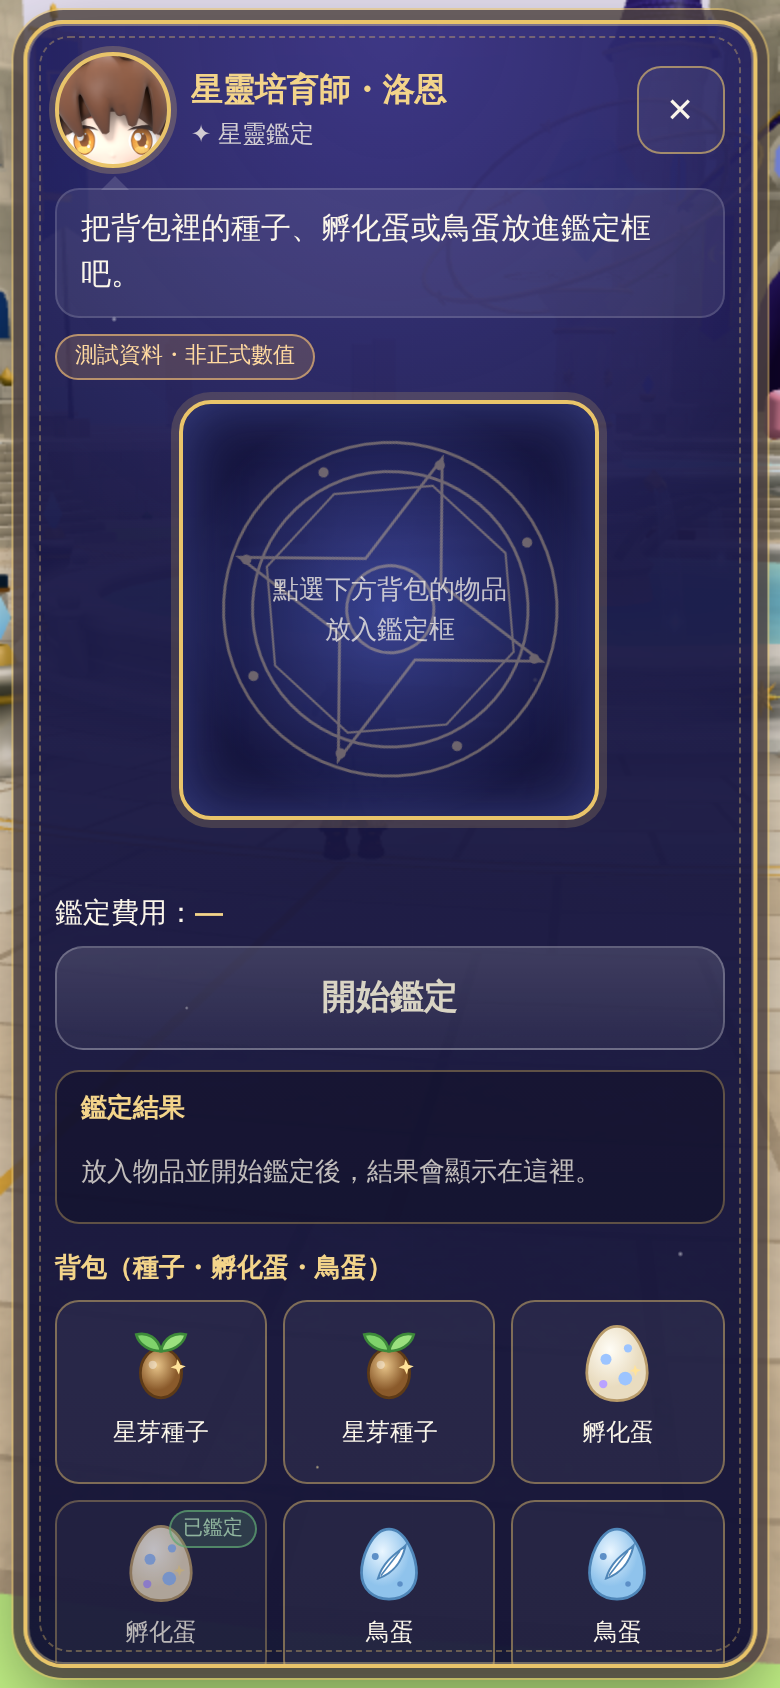 星靈培育師・洛恩
✦ 星靈鑑定
×
把背包裡的種子、孵化蛋或鳥蛋放進鑑定框
吧。
測試資料・非正式數值
點選下方背包的物品
放入鑑定框
鑑定費用：—
開始鑑定
鑑定結果
放入物品並開始鑑定後，結果會顯示在這裡。
背包（種子・孵化蛋・鳥蛋）
星芽種子
星芽種子
孵化蛋
已鑑定
孵化蛋
鳥蛋
鳥蛋